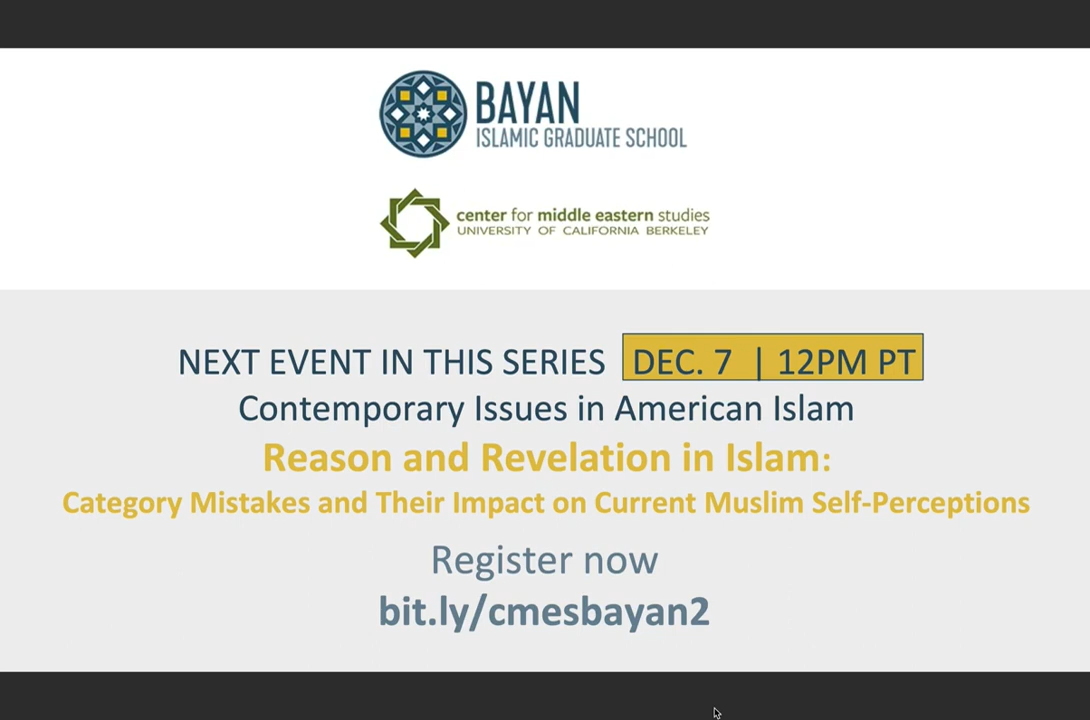 BAYAN
ISLAMIC GRADUATE SCHOOL
center for middle eastern studies
UNIVERSITY OF CALIFORNIA BERKELEY
NEXT EVENT IN THIS SERIES DEC. 7 | 12PM PT
Contemporary Issues in American Islam
Reason and Revelation in Islam:
Category Mistakes and Their Impact on Current Muslim Self-Perceptions
Register now
bit.ly/cmesbayan2